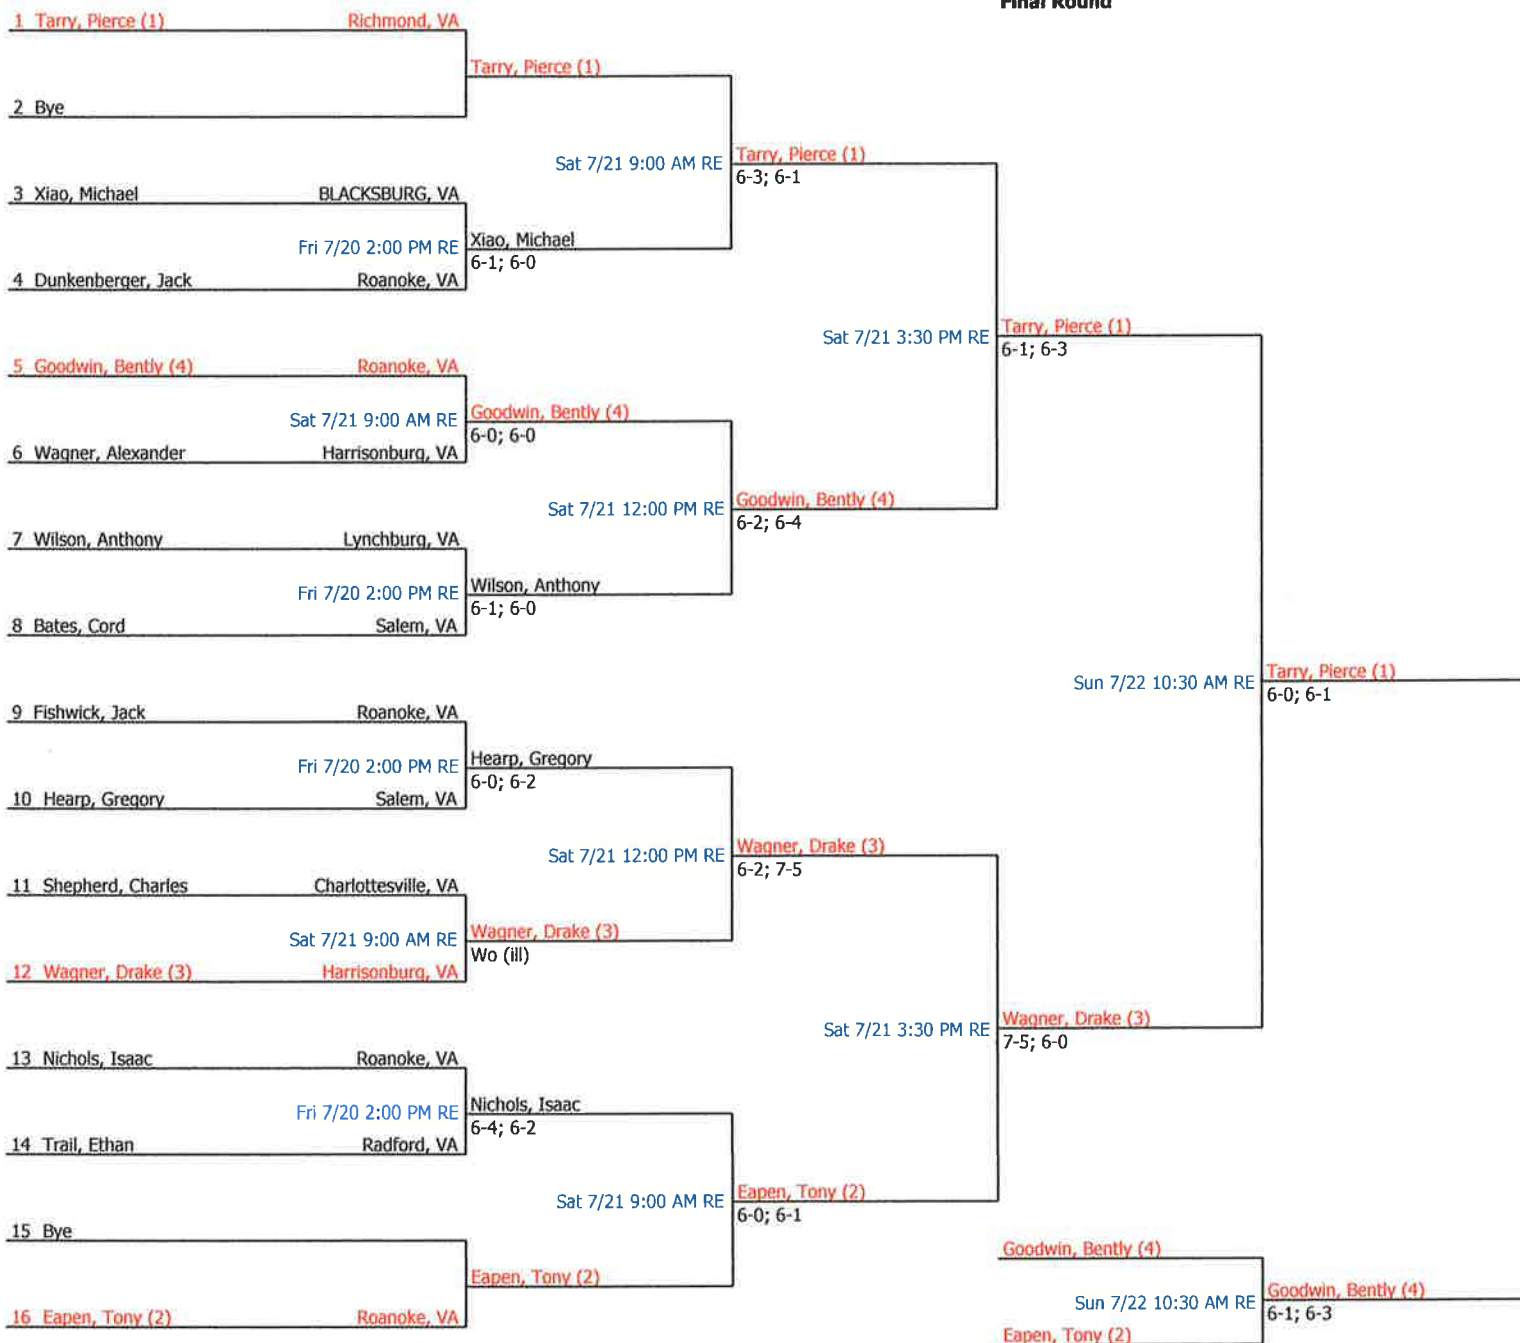 Final Round
1 Tarry, Pierce (1) Richmond, VA
Tarry, Pierce (1)
2 Bye
Sat 7/21 9:00 AM RE Tarry, Pierce (1)
6-3; 6-1
3 Xiao, Michael BLACKSBURG, VA
Fri 7/20 2:00 PM RE Xiao, Michael
6-1; 6-0
4 Dunkenberger, Jack Roanoke, VA
Sat 7/21 3:30 PM RE Tarry, Pierce (1)
6-1; 6-3
5 Goodwin, Bently (4) Roanoke, VA
Sat 7/21 9:00 AM RE Goodwin, Bently (4)
6-0; 6-0
6 Wagner, Alexander Harrisonburg, VA
Sat 7/21 12:00 PM RE Goodwin, Bently (4)
6-2; 6-4
7 Wilson, Anthony Lynchburg, VA
Fri 7/20 2:00 PM RE Wilson, Anthony
6-1; 6-0
8 Bates, Cord Salem, VA
Sun 7/22 10:30 AM RE Tarry, Pierce (1)
6-0; 6-1
9 Fishwick, Jack Roanoke, VA
Fri 7/20 2:00 PM RE Hearp, Gregory
6-0; 6-2
10 Hearp, Gregory Salem, VA
Sat 7/21 12:00 PM RE Wagner, Drake (3)
6-2; 7-5
11 Shepherd, Charles Charlottesville, VA
Sat 7/21 9:00 AM RE Wagner, Drake (3)
Wo (ill)
12 Wagner, Drake (3) Harrisonburg, VA
Sat 7/21 3:30 PM RE Wagner, Drake (3)
7-5; 6-0
13 Nichols, Isaac Roanoke, VA
Fri 7/20 2:00 PM RE Nichols, Isaac
6-4; 6-2
14 Trail, Ethan Radford, VA
Sat 7/21 9:00 AM RE Eapen, Tony (2)
6-0; 6-1
15 Bye
Eapen, Tony (2)
16 Eapen, Tony (2) Roanoke, VA
Goodwin, Bently (4)
Sun 7/22 10:30 AM RE Goodwin, Bently (4)
6-1; 6-3
Eapen, Tony (2)